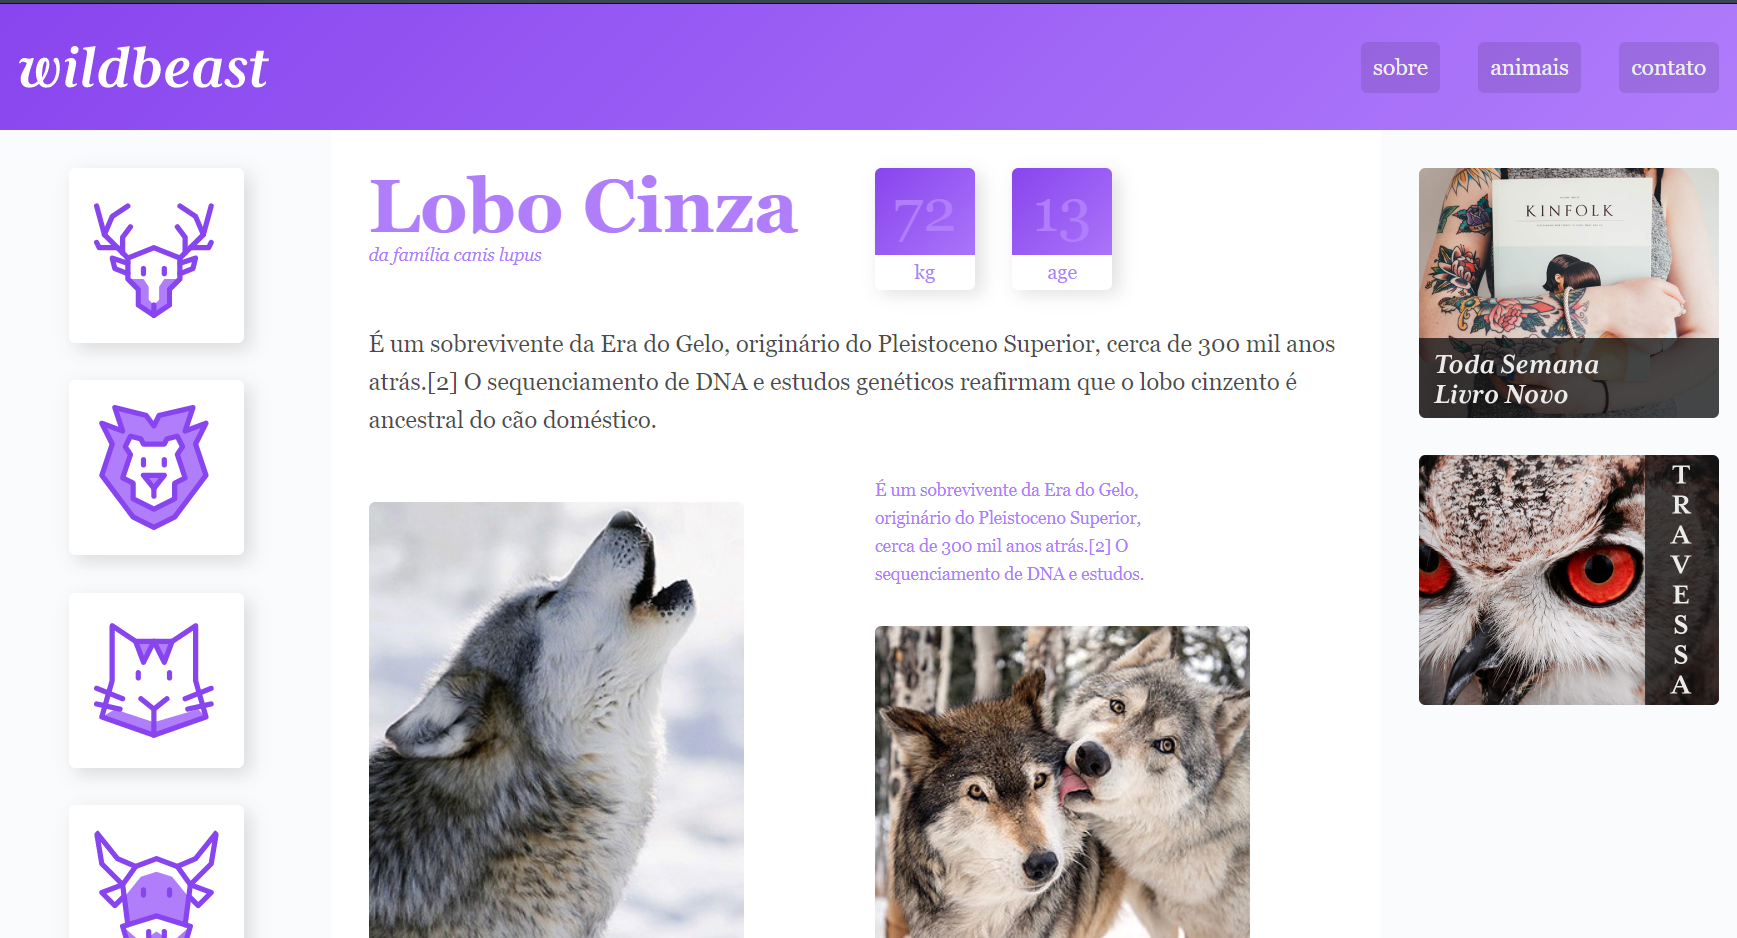 wildbeast
sobre
animais
contato
Lobo Cinza
da família canis lupus
72
kg
13
age
É um sobrevivente da Era do Gelo, originário do Pleistoceno Superior, cerca de 300 mil anos
atrás.[2] O sequenciamento de DNA e estudos genéticos reafirmam que o lobo cinzento é
ancestral do cão doméstico.
É um sobrevivente da Era do Gelo,
originário do Pleistoceno Superior,
cerca de 300 mil anos atrás.[2] O
sequenciamento de DNA e estudos.
KINFOLK
Toda Semana
Livro Novo
TRAVESSA